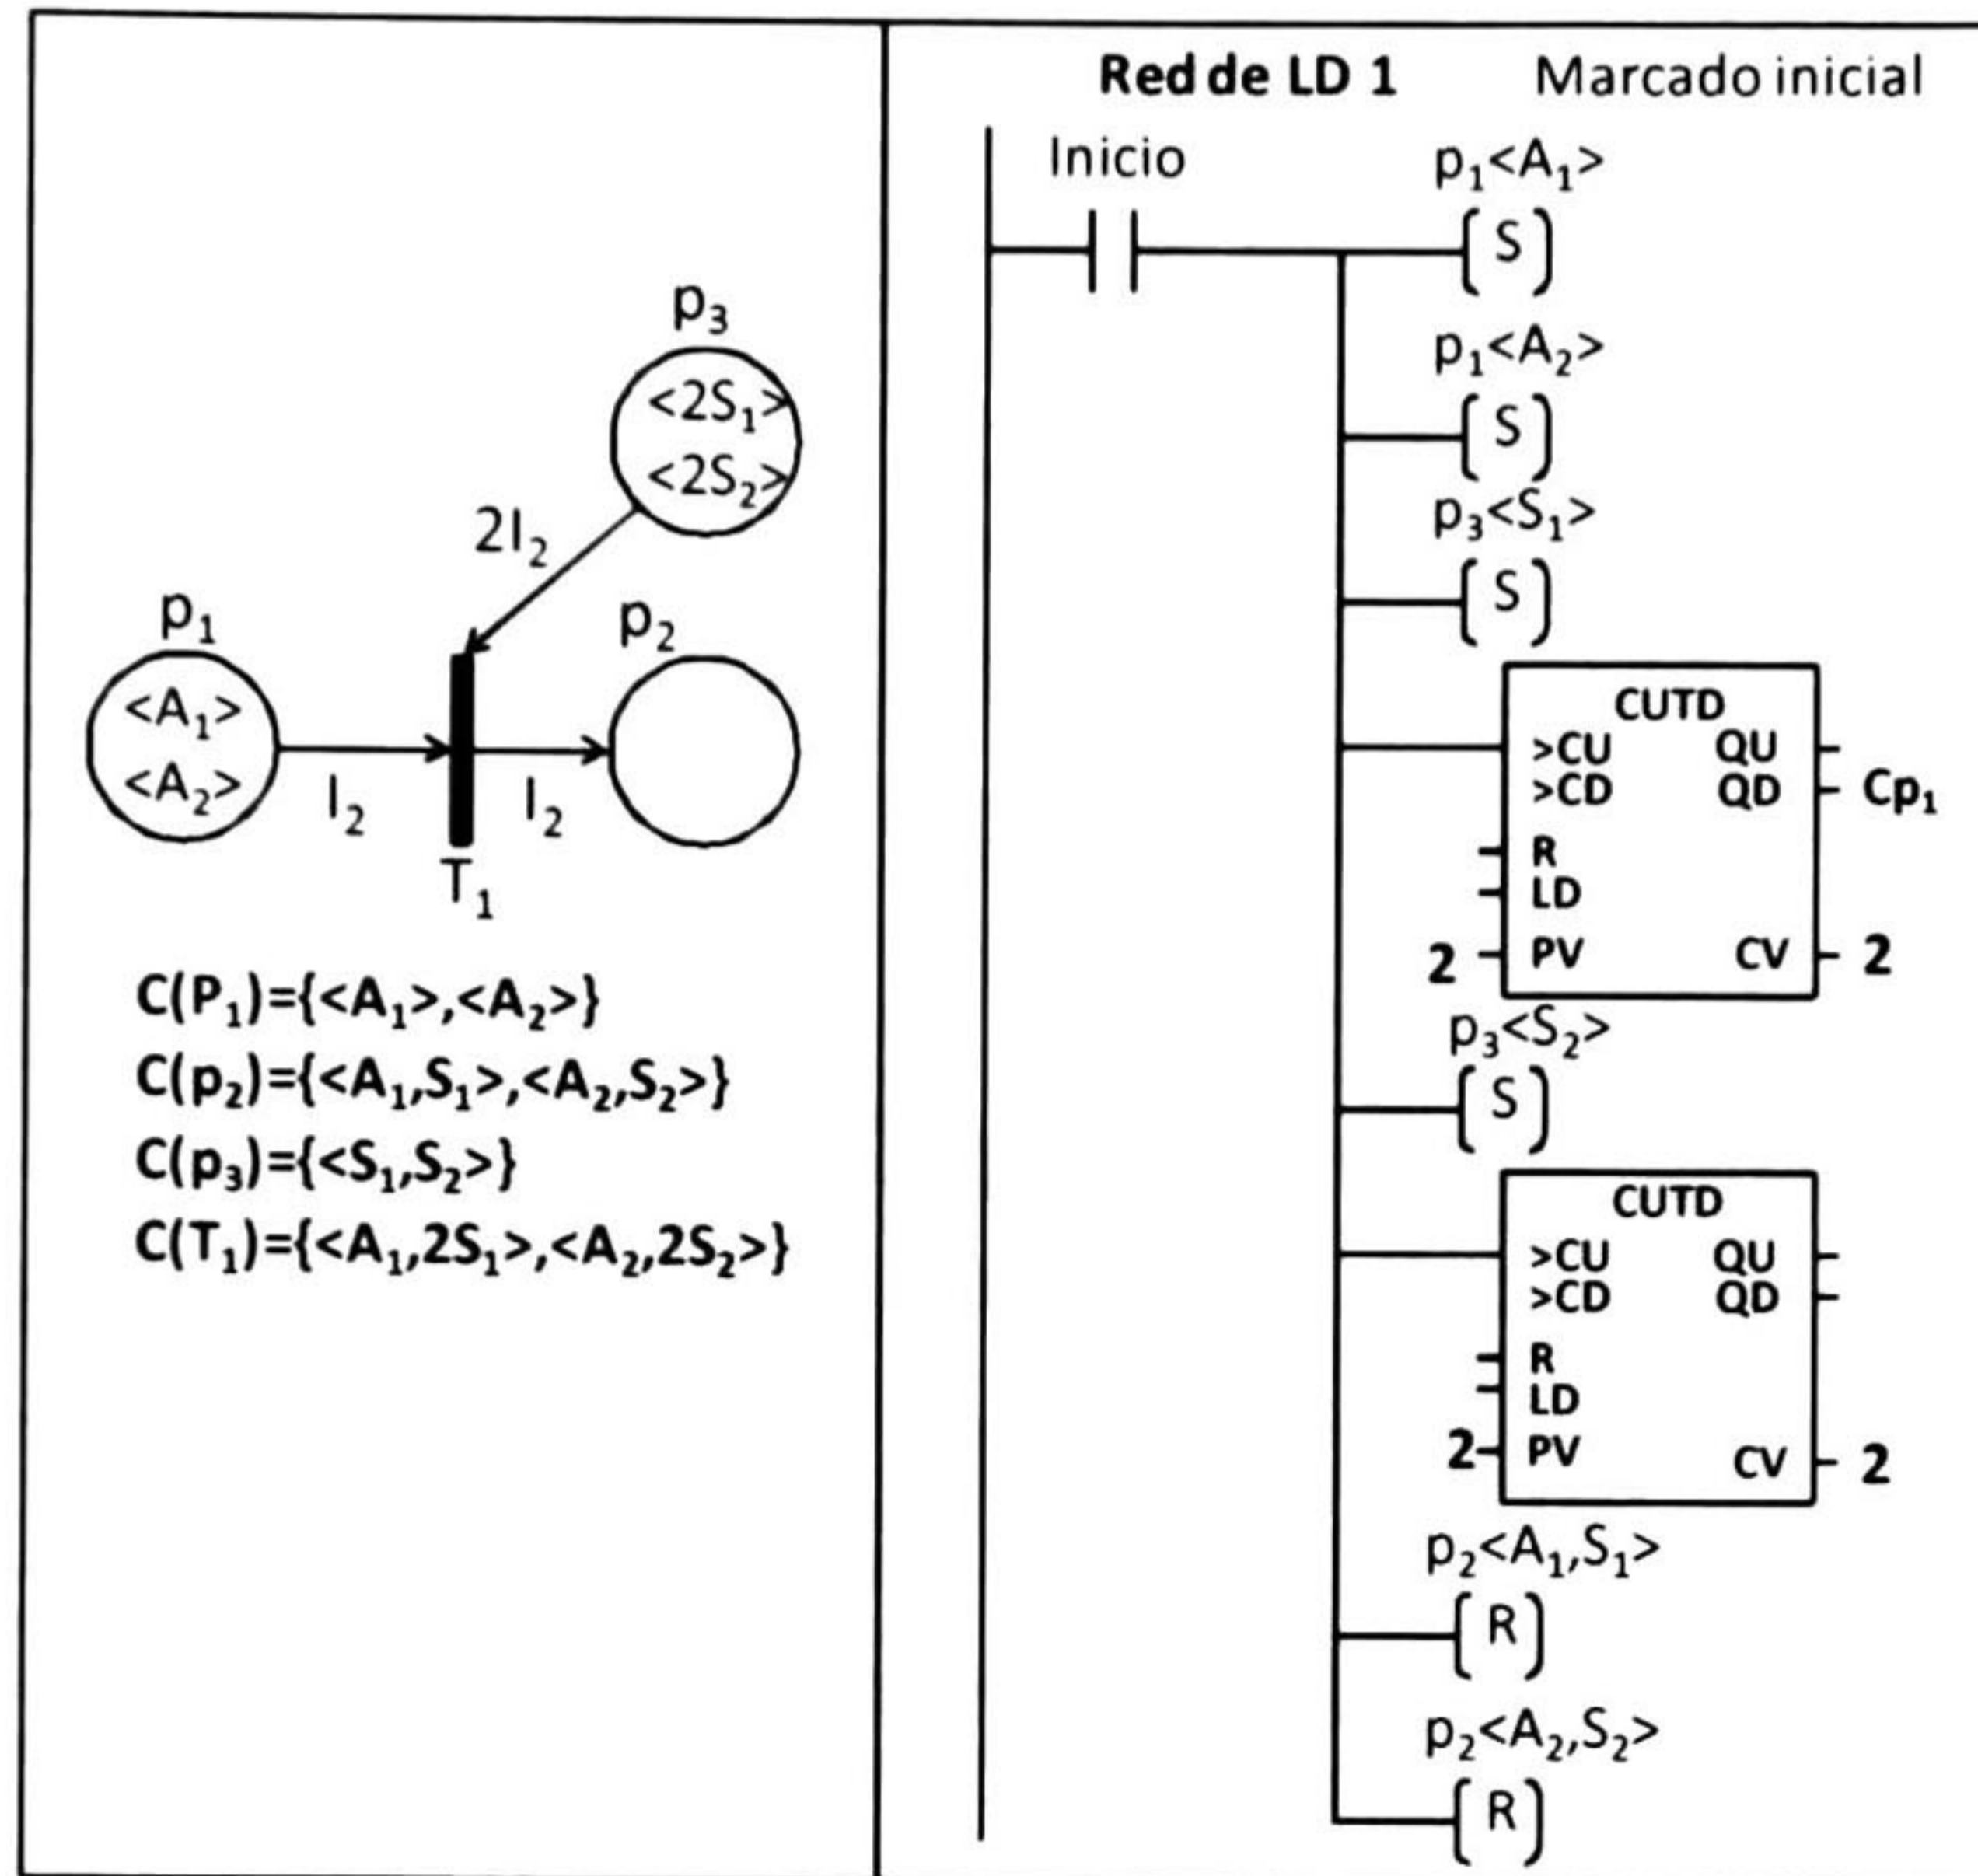 p₃
<2S₁>
<2S₂>
2I₂
p₁
p₂
<A₁>
<A₂>
I₂
I₂
T₁
C(P₁)={<A₁>,<A₂>}
C(p₂)={<A₁,S₁>,<A₂,S₂>}
C(p₃)={<S₁,S₂>}
C(T₁)={<A₁,2S₁>,<A₂,2S₂>}
Red de LD 1 Marcado inicial
Inicio
p₁<A₁>
S
p₁<A₂>
S
p₃<S₁>
S
CUTD
>CU QU
>CD QD Cp₁
R
LD
2 PV CV 2
p₃<S₂>
S
CUTD
>CU QU
>CD QD
R
LD
2 PV CV 2
p₂<A₁,S₁>
R
p₂<A₂,S₂>
R